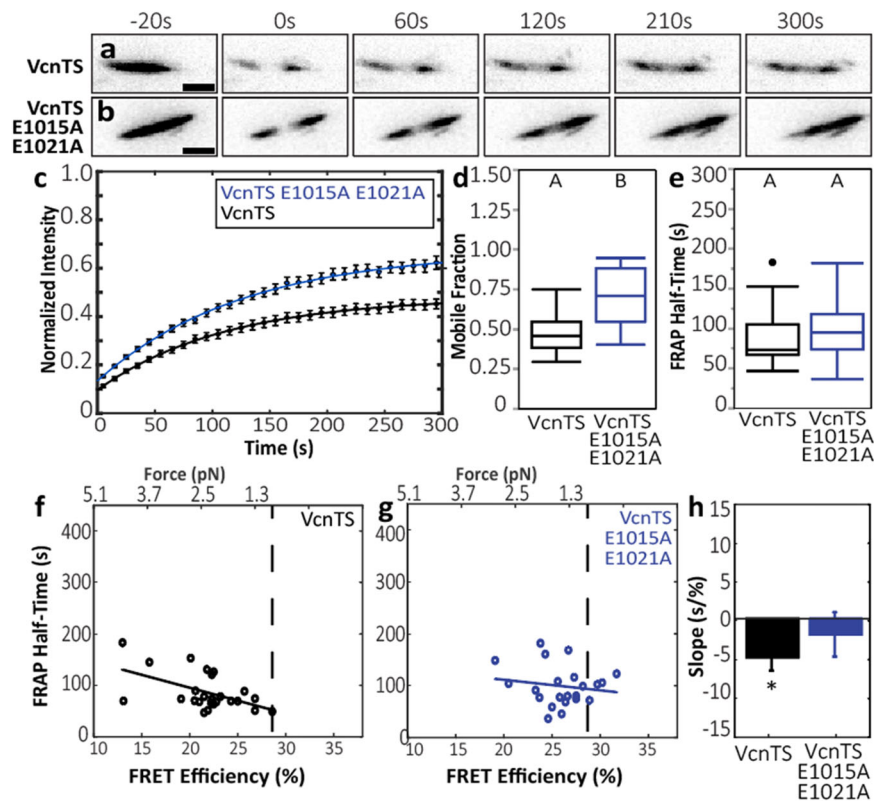 -20s 0s 60s 120s 210s 300s
a
VcnTS
b
VcnTS
E1015A
E1021A
c
1.0
0.8
0.6
0.4
0.2
0
Normalized Intensity
VcnTS E1015A E1021A
VcnTS
0 50 100 150 200 250 300
Time (s)
d
1.50
1.25
1.00
0.75
0.50
0.25
0
Mobile Fraction
A B
VcnTS VcnTS
E1015A
E1021A
e
300
250
200
150
100
50
0
FRAP Half-Time (s)
A A
VcnTS VcnTS
E1015A
E1021A
f
Force (pN)
5.1 3.7 2.5 1.3
VcnTS
400
300
200
100
0
FRAP Half-Time (s)
10 15 20 25 30 35
FRET Efficiency (%)
g
Force (pN)
5.1 3.7 2.5 1.3
VcnTS
E1015A
E1021A
400
300
200
100
0
10 15 20 25 30 35
FRET Efficiency (%)
h
15
10
5
0
-5
-10
-15
Slope (s/%)
*
VcnTS VcnTS
E1015A
E1021A